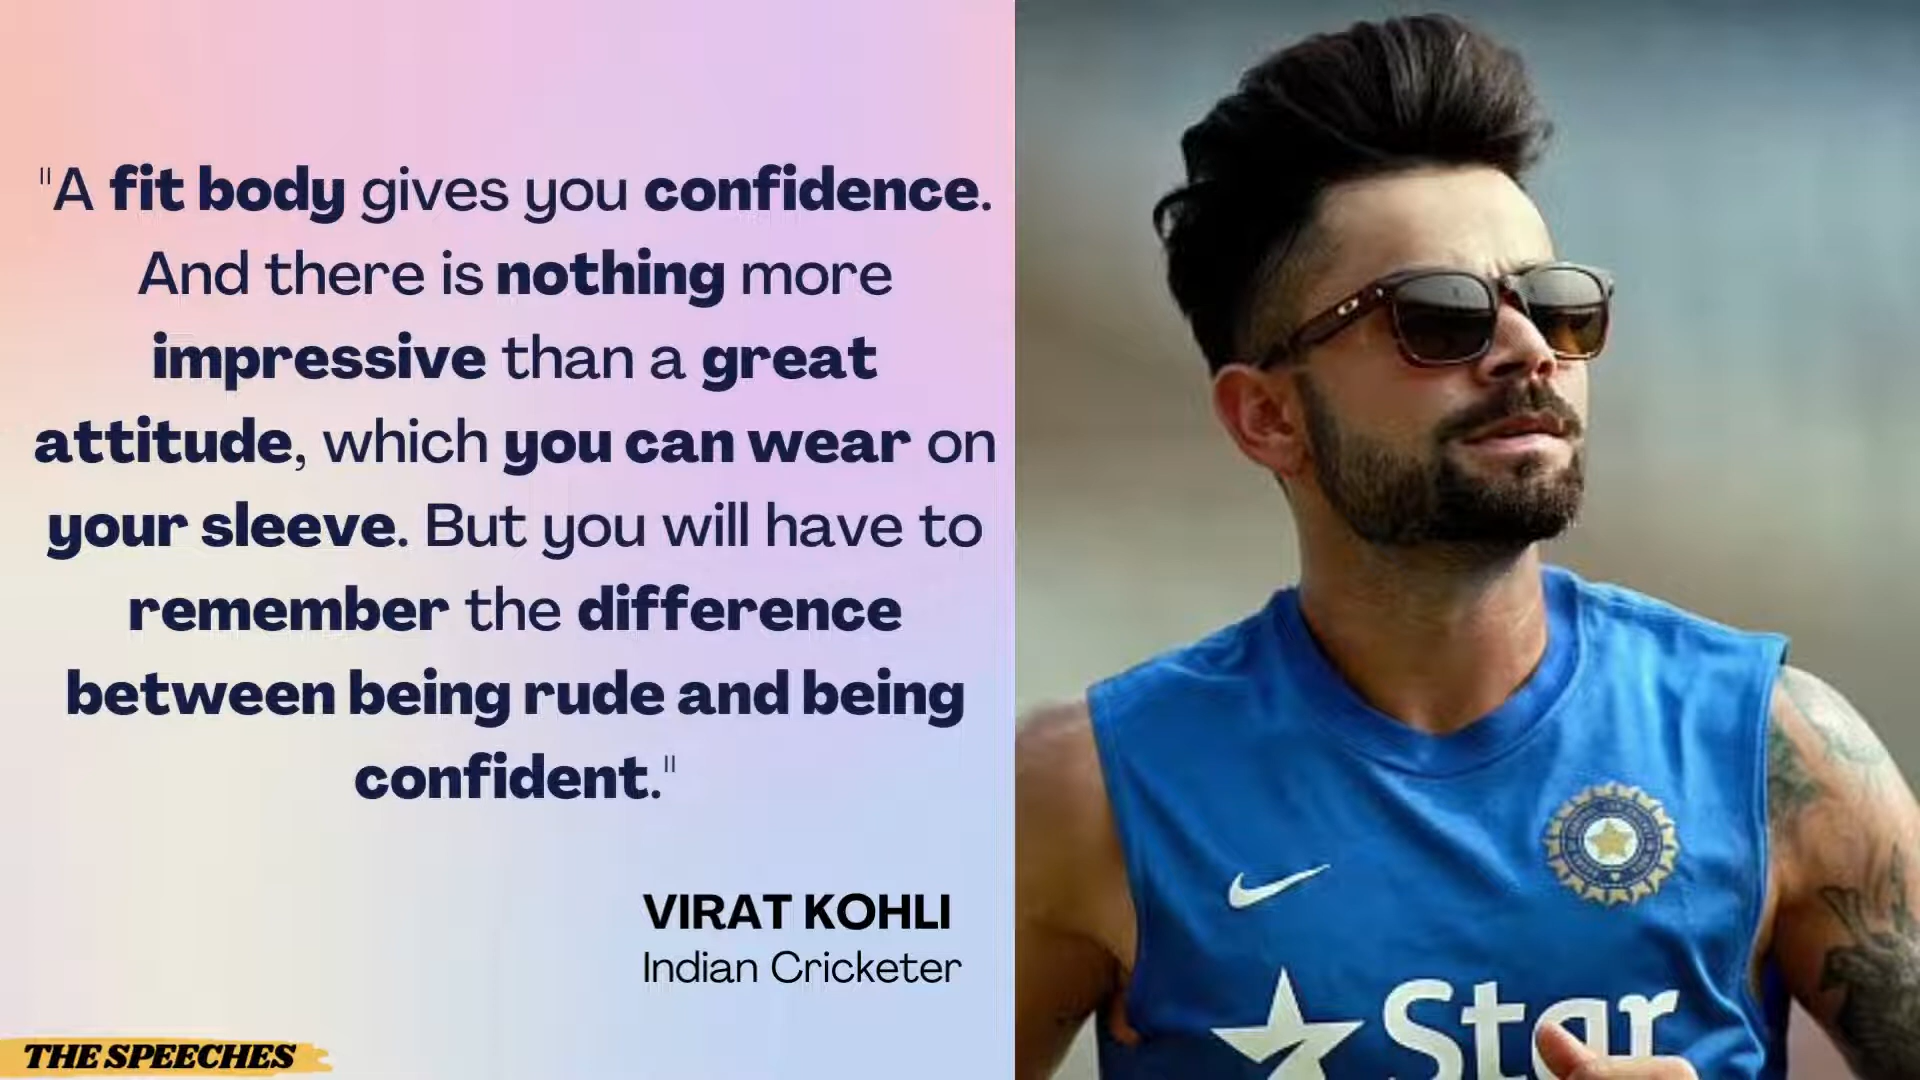 "A fit body gives you confidence.
And there is nothing more
impressive than a great
attitude, which you can wear on
your sleeve. But you will have to
remember the difference
between being rude and being
confident."
VIRAT KOHLI
Indian Cricketer
THE SPEECHES
Star